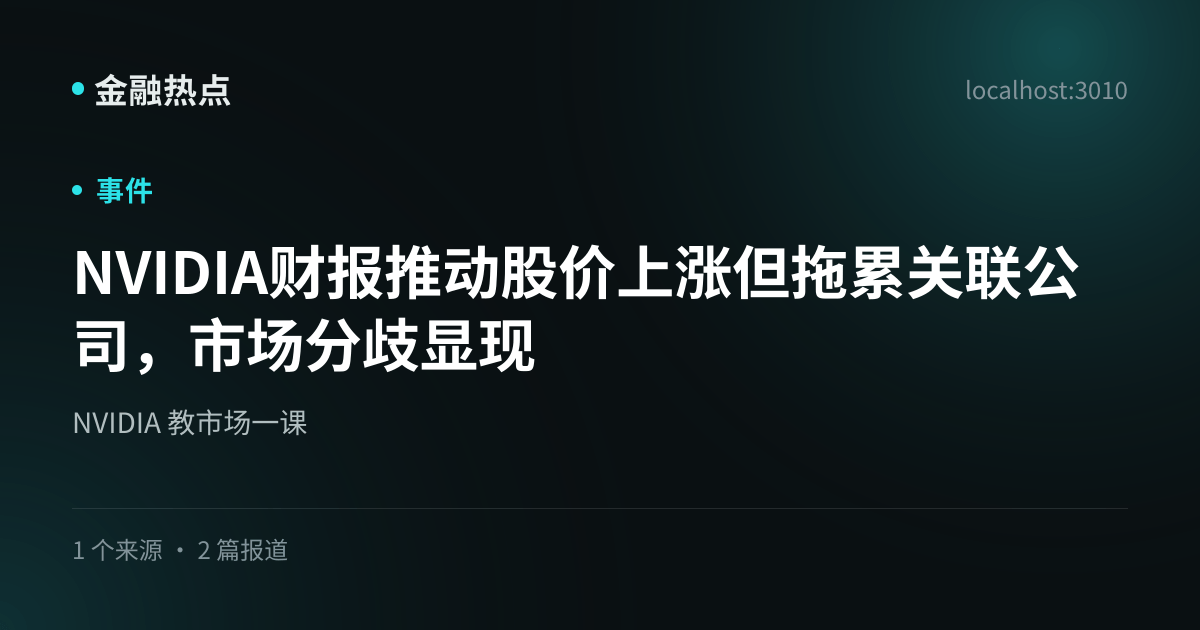 金融热点
localhost:3010
事件
NVIDIA财报推动股价上涨但拖累关联公
司，市场分歧显现
NVIDIA 教市场一课
1 个来源 · 2 篇报道